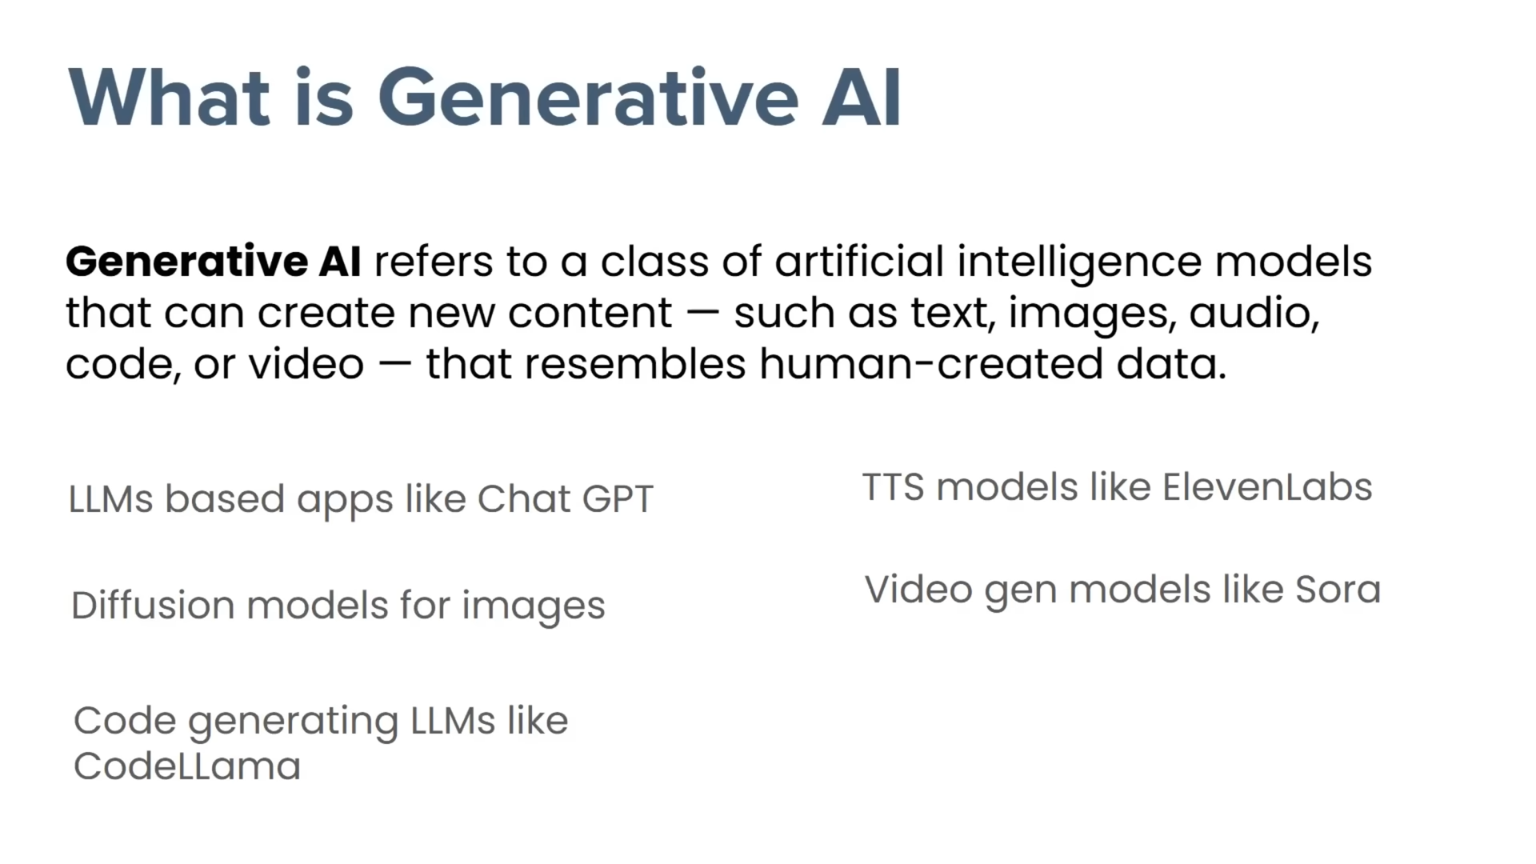 What is Generative AI
Generative AI refers to a class of artificial intelligence models
that can create new content — such as text, images, audio,
code, or video — that resembles human-created data.
LLMs based apps like Chat GPT
Diffusion models for images
Code generating LLMs like
CodeLLama
TTS models like ElevenLabs
Video gen models like Sora